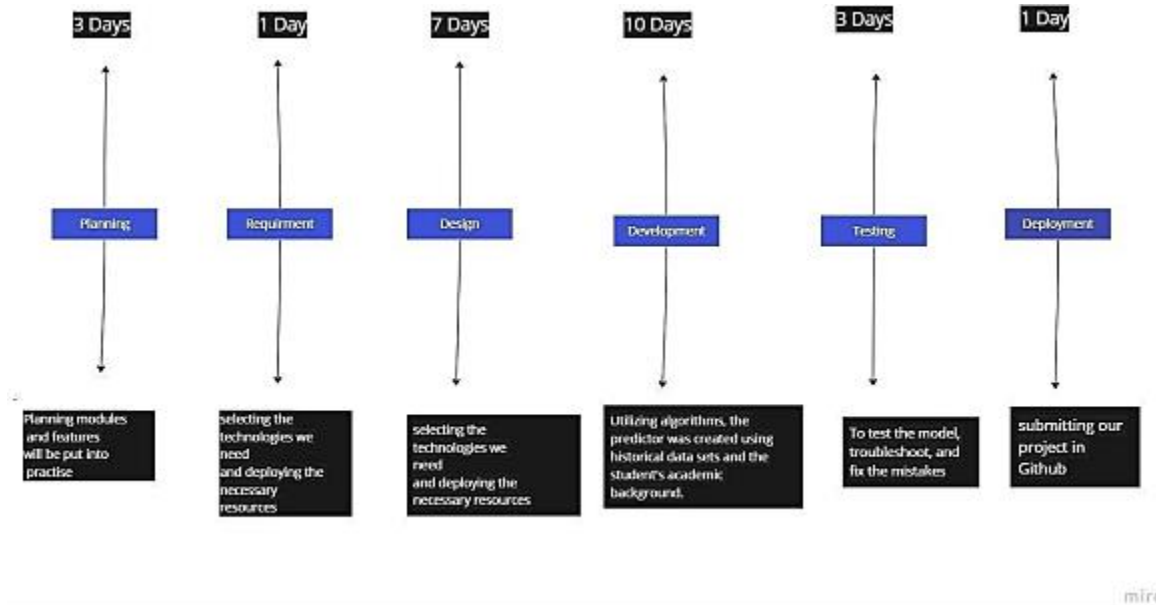 3 Days
1 Day
7 Days
10 Days
3 Days
1 Day
Planning
Requirment
Design
Development
Testing
Deployment
Planning modules
and features
will be put into
practise
selecting the
technologies we
need
and deploying the
necessary
resources
selecting the
technologies we
need
and deploying the
necessary resources
Utilizing algorithms, the
predictor was created using
historical data sets and the
student's academic
background.
To test the model,
troubleshoot, and
fix the mistakes
submitting our
project in
Github